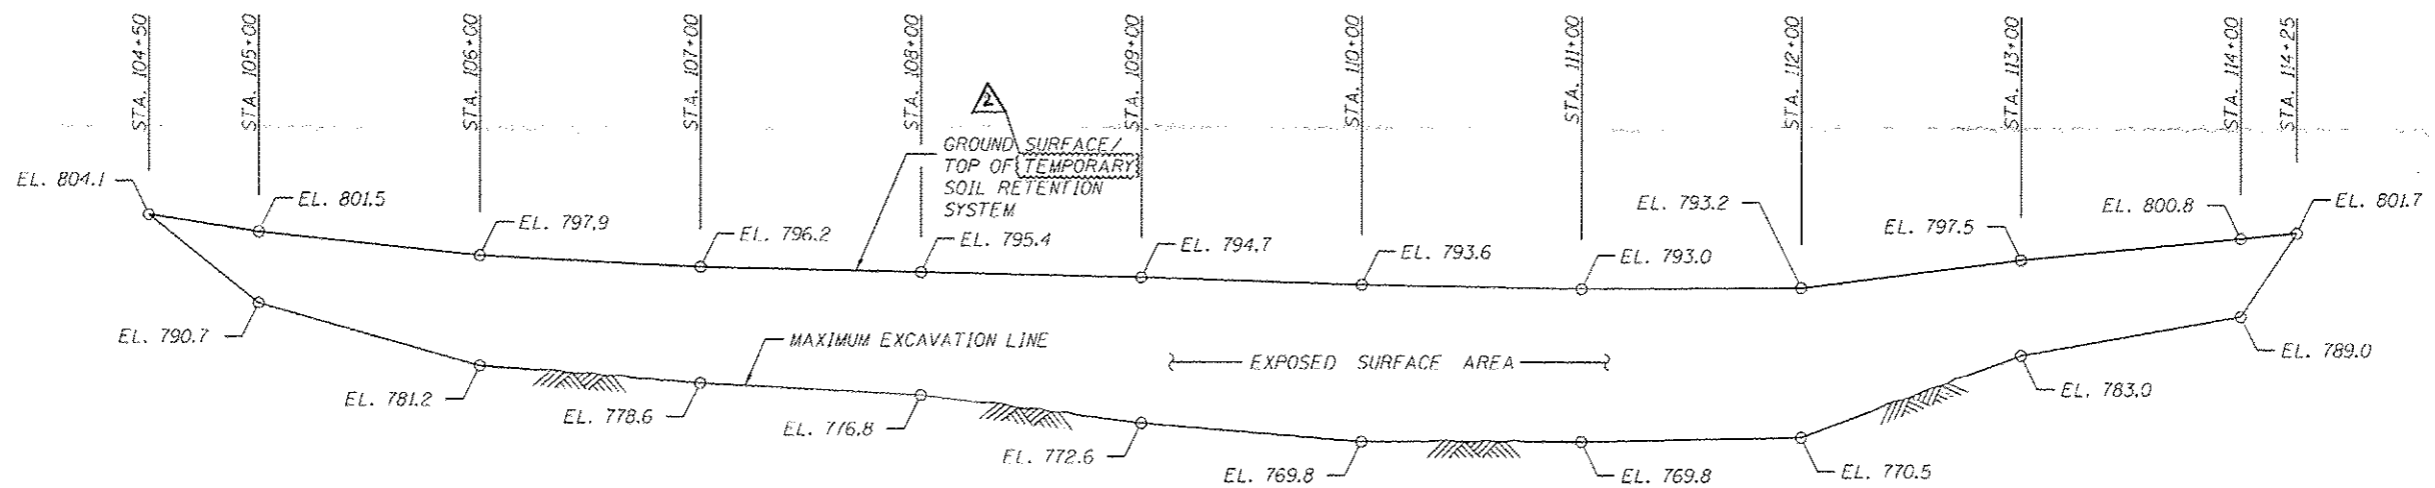 STA. 104+50
STA. 105+00
STA. 106+00
STA. 107+00
STA. 108+00
STA. 109+00
STA. 110+00
STA. 111+00
STA. 112+00
STA. 113+00
STA. 114+00
STA. 114+25
2
GROUND SURFACE/
TOP OF TEMPORARY
SOIL RETENTION
SYSTEM
EL. 804.1
EL. 801.5
EL. 797.9
EL. 796.2
EL. 795.4
EL. 794.7
EL. 793.6
EL. 793.0
EL. 793.2
EL. 797.5
EL. 800.8
EL. 801.7
MAXIMUM EXCAVATION LINE
EXPOSED SURFACE AREA
EL. 790.7
EL. 781.2
EL. 778.6
EL. 776.8
EL. 772.6
EL. 769.8
EL. 769.8
EL. 770.5
EL. 783.0
EL. 789.0